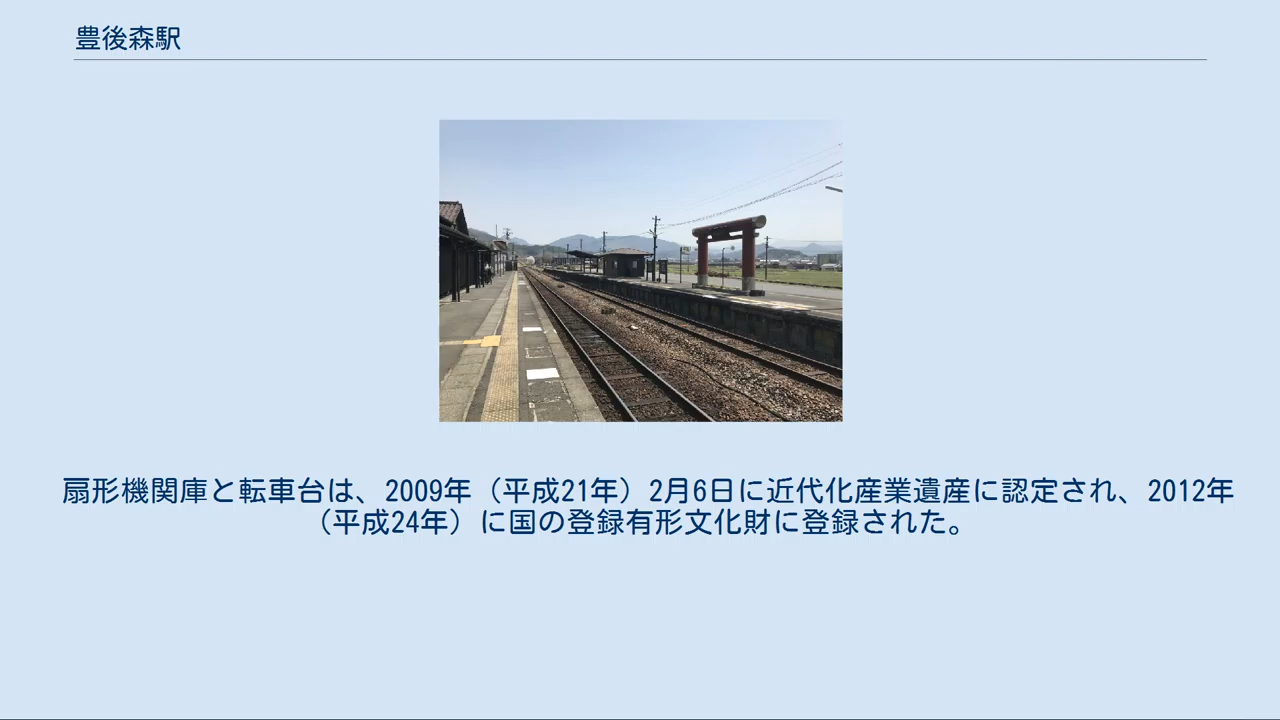 豊後森駅
扇形機関庫と転車台は、2009年（平成21年）2月6日に近代化産業遺産に認定され、2012年
（平成24年）に国の登録有形文化財に登録された。